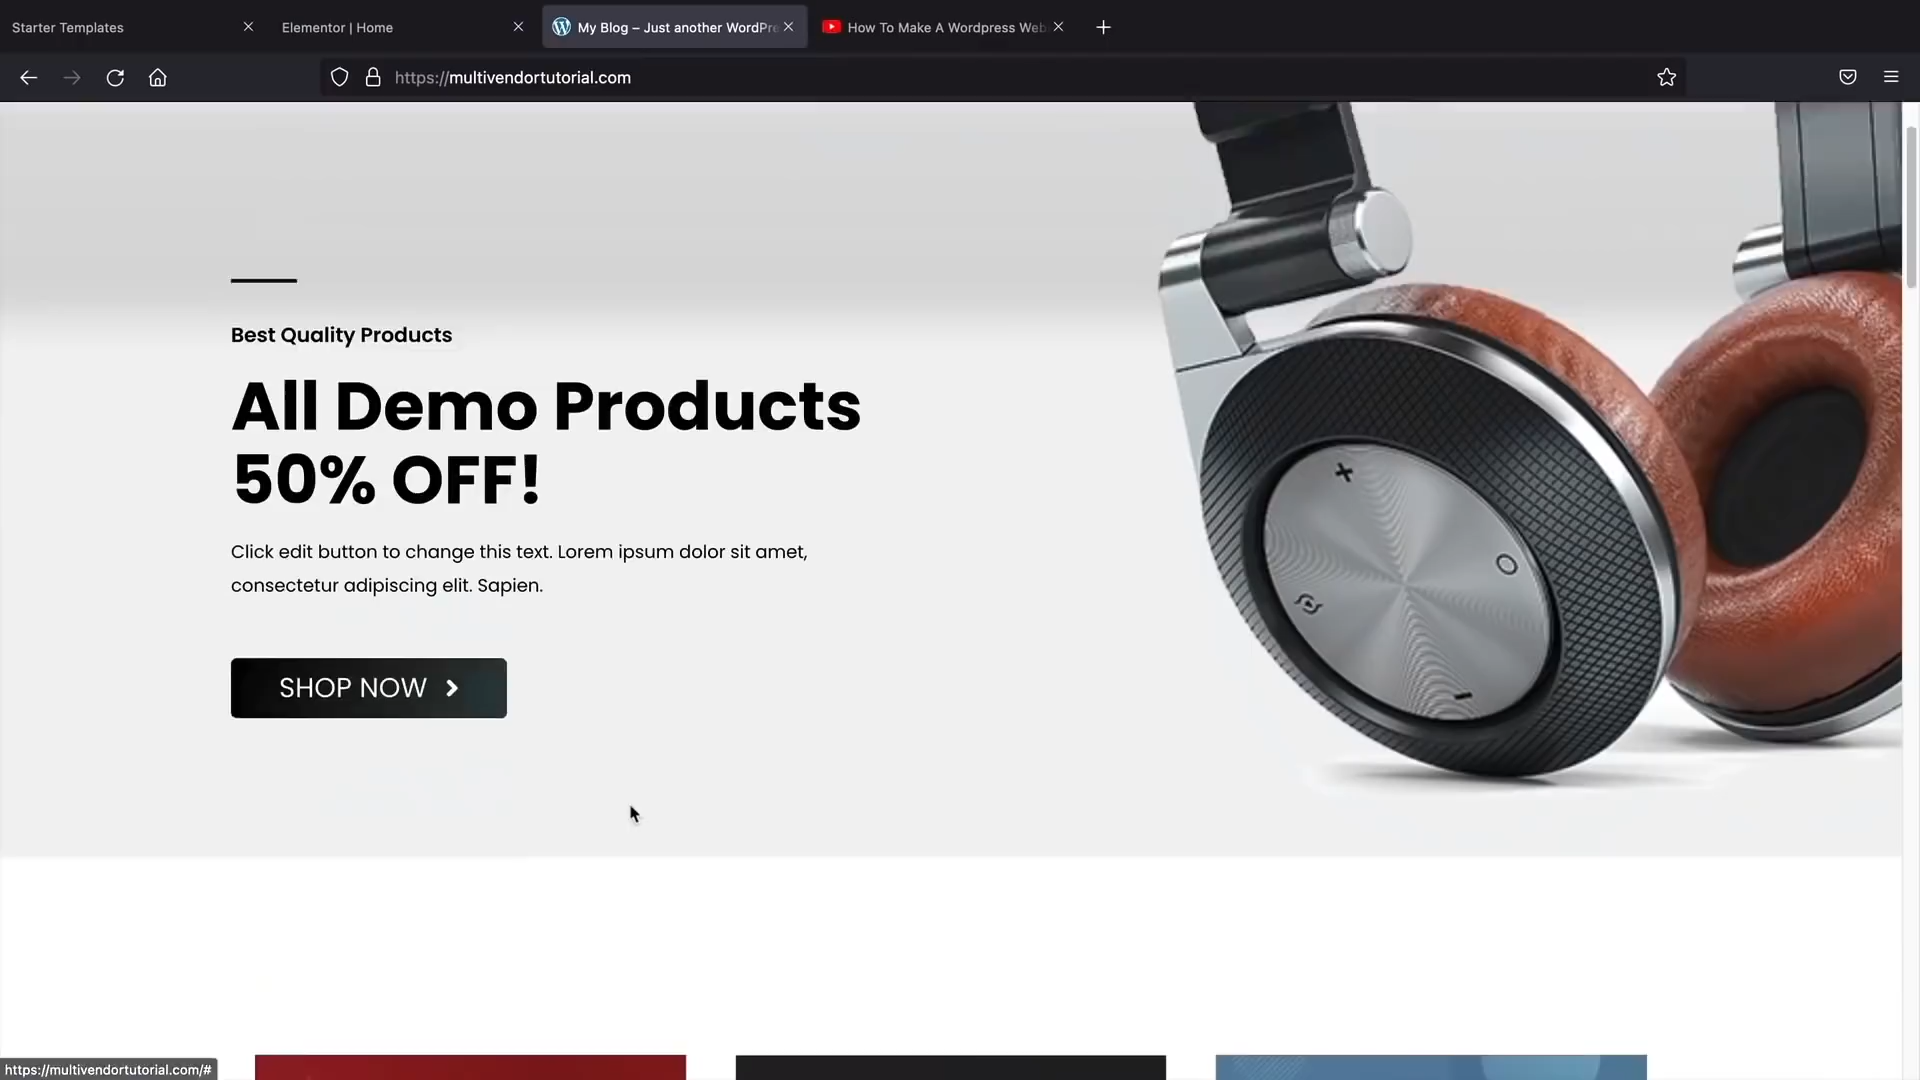 Starter Templates
Elementor | Home
My Blog – Just another WordPre
How To Make A Wordpress Web
https://multivendortutorial.com
Best Quality Products
All Demo Products
50% OFF!
Click edit button to change this text. Lorem ipsum dolor sit amet,
consectetur adipiscing elit. Sapien.
SHOP NOW
https://multivendortutorial.com/#